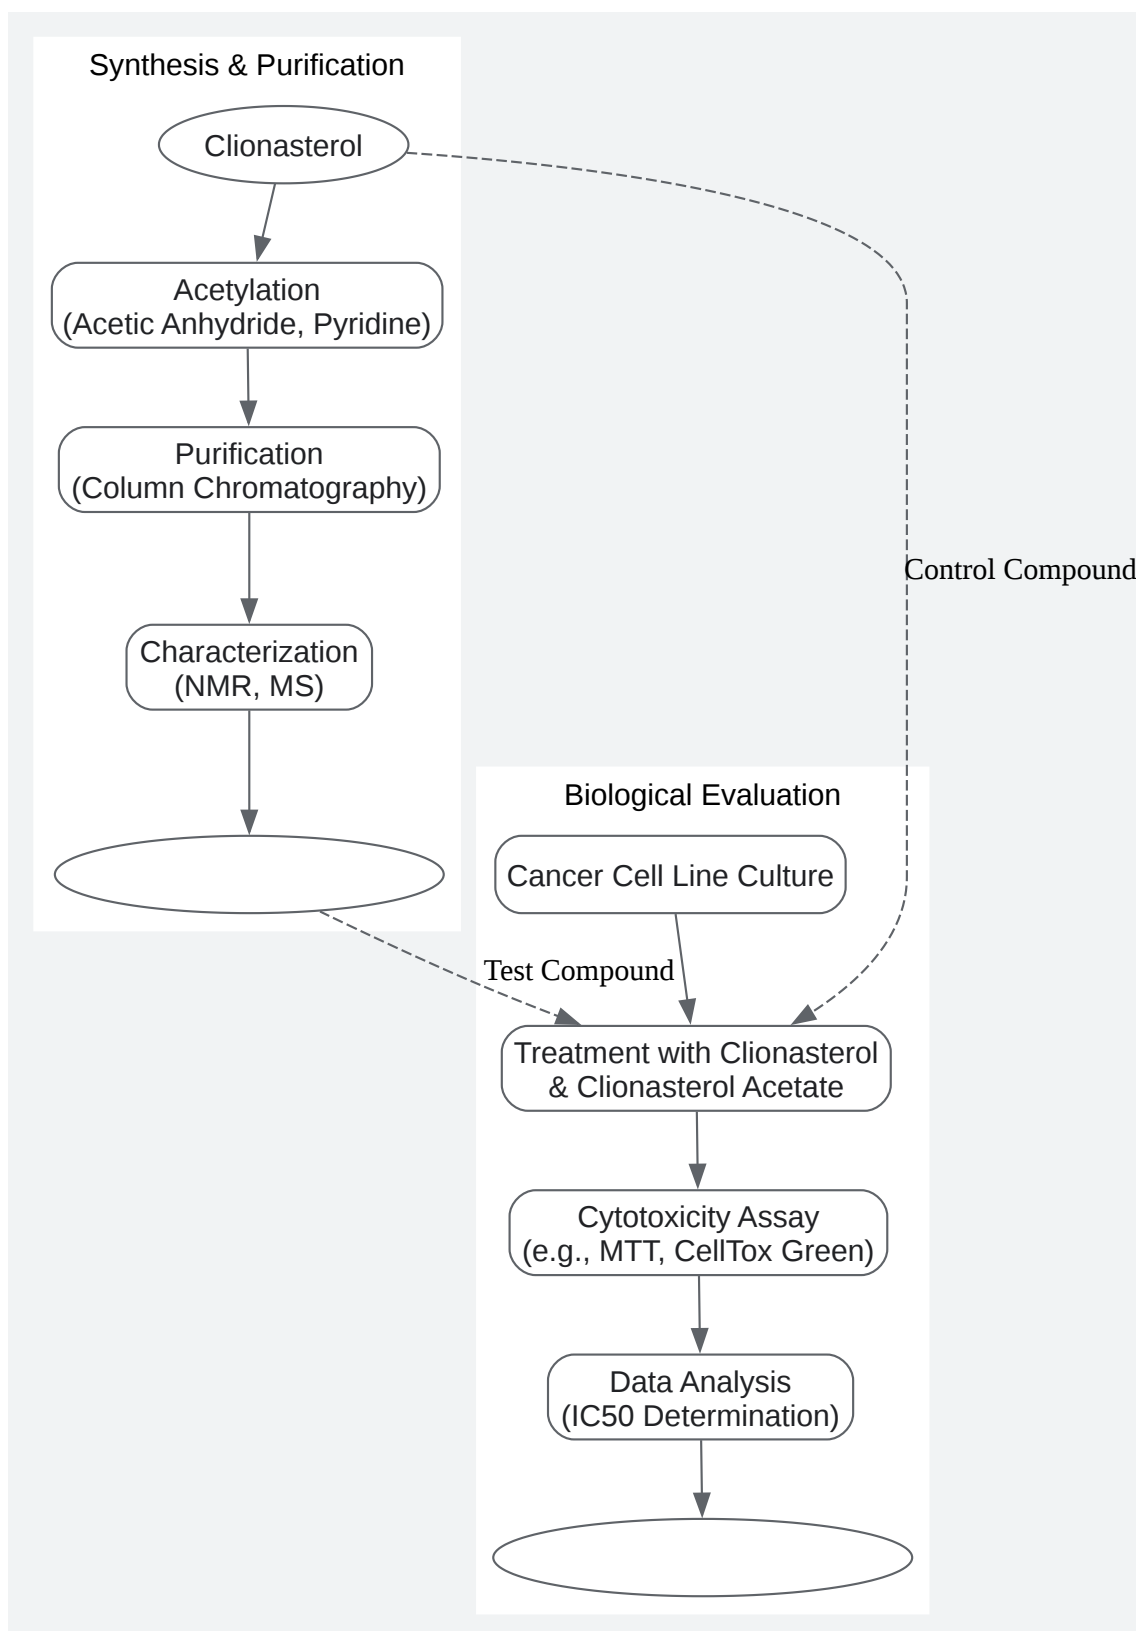 Synthesis & Purification
Clionasterol
Acetylation
(Acetic Anhydride, Pyridine)
Purification
(Column Chromatography)
Control Compound
Characterization
(NMR, MS)
Biological Evaluation
Cancer Cell Line Culture
Test Compound
Treatment with Clionasterol
& Clionasterol Acetate
Cytotoxicity Assay
(e.g., MTT, CellTox Green)
Data Analysis
(IC50 Determination)